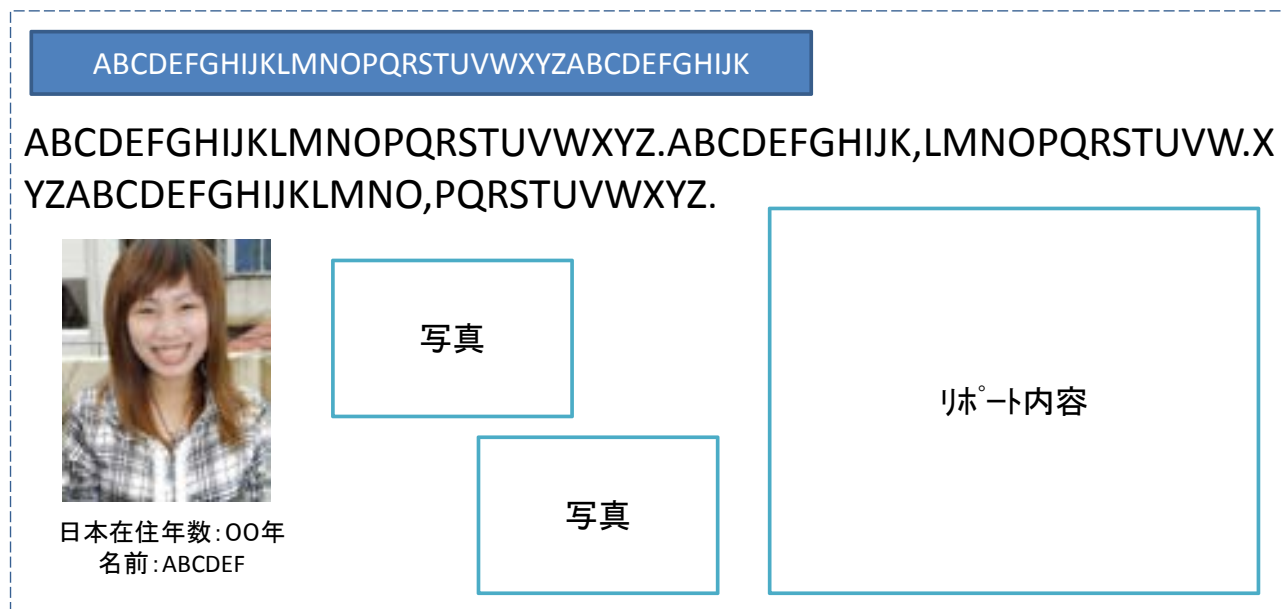 ABCDEFGHIJKLMNOPQRSTUVWXYZABCDEFGHIJK
ABCDEFGHIJKLMNOPQRSTUVWXYZ.ABCDEFGHIJK,LMNOPQRSTUVW.X
YZABCDEFGHIJKLMNO,PQRSTUVWXYZ.
写真
ﾘﾎﾟｰﾄ内容
写真
日本在住年数：OO年
名前：ABCDEF